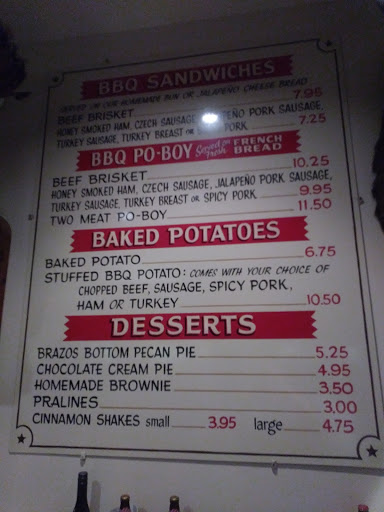 BBQ SANDWICHES
SERVED ON OUR HOMEMADE BUN OR JALAPEÑO CHEESE BREAD
BEEF BRISKET 7.95
HONEY SMOKED HAM, CZECH SAUSAGE, JALAPEÑO PORK SAUSAGE,
TURKEY SAUSAGE, TURKEY BREAST OR SPICY PORK 7.25
BBQ PO-BOY Served on Fresh FRENCH BREAD
BEEF BRISKET 10.25
HONEY SMOKED HAM, CZECH SAUSAGE, JALAPEÑO PORK SAUSAGE,
TURKEY SAUSAGE, TURKEY BREAST OR SPICY PORK 9.95
TWO MEAT PO-BOY 11.50
BAKED POTATOES
BAKED POTATO 6.75
STUFFED BBQ POTATO: COMES WITH YOUR CHOICE OF
CHOPPED BEEF, SAUSAGE, SPICY PORK,
HAM OR TURKEY 10.50
DESSERTS
BRAZOS BOTTOM PECAN PIE 5.25
CHOCOLATE CREAM PIE 4.95
HOMEMADE BROWNIE 3.50
PRALINES 3.00
CINNAMON SHAKES small 3.95 large 4.75